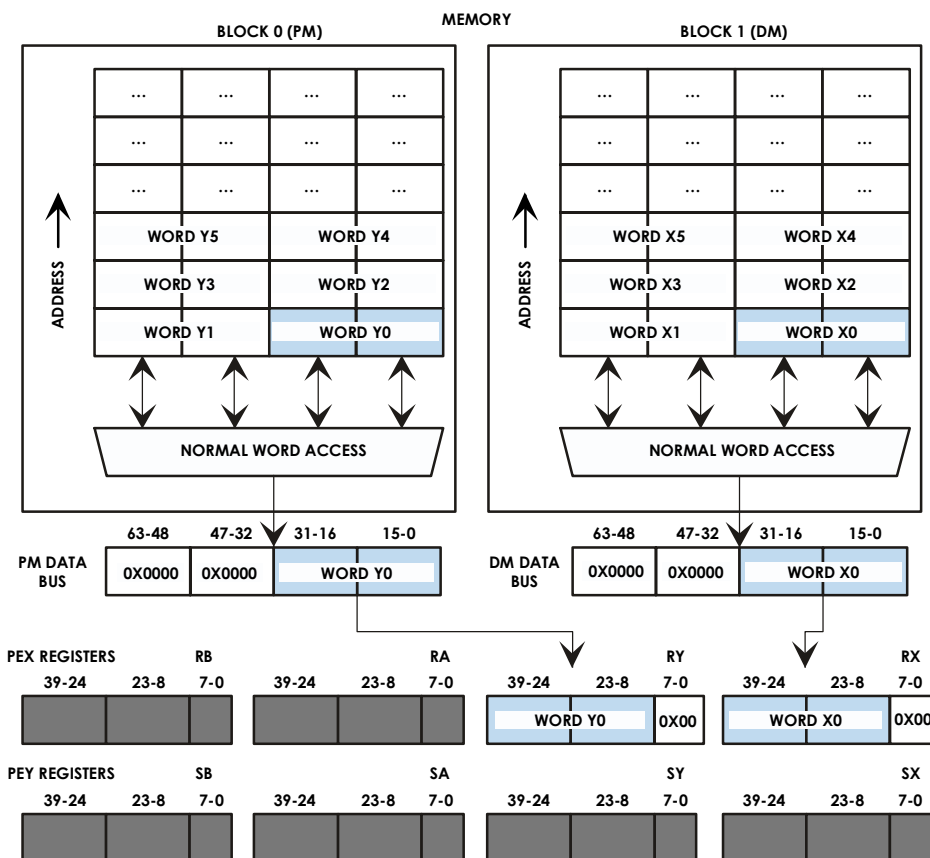 MEMORY
BLOCK 0 (PM) BLOCK 1 (DM)
... ... ... ... ... ... ... ...
... ... ... ... ... ... ... ...
... ... ... ... ... ... ... ...
WORD Y5 WORD Y4 WORD X5 WORD X4
WORD Y3 WORD Y2 WORD X3 WORD X2
WORD Y1 WORD Y0 WORD X1 WORD X0
ADDRESS ADDRESS
NORMAL WORD ACCESS NORMAL WORD ACCESS
63-48 47-32 31-16 15-0 63-48 47-32 31-16 15-0
PM DATA BUS 0X0000 0X0000 WORD Y0 DM DATA BUS 0X0000 0X0000 WORD X0
PEX REGISTERS RB RA RY RX
39-24 23-8 7-0 39-24 23-8 7-0 39-24 23-8 7-0 39-24 23-8 7-0
WORD Y0 0X00 WORD X0 0X00
PEY REGISTERS SB SA SY SX
39-24 23-8 7-0 39-24 23-8 7-0 39-24 23-8 7-0 39-24 23-8 7-0